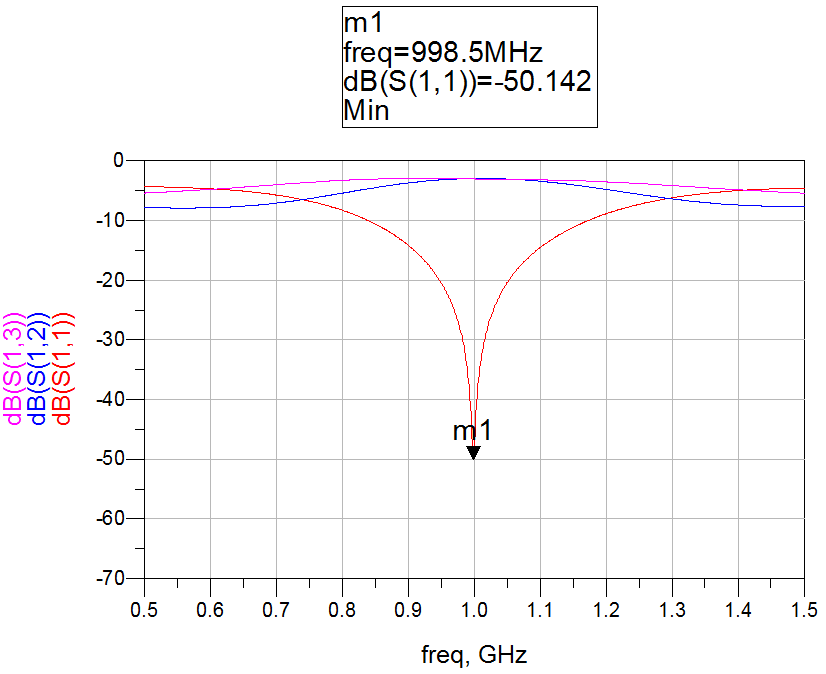 m1
freq=998.5MHz
dB(S(1,1))=-50.142
Min
0
-10
-20
-30
-40
-50
-60
-70
m1
0.5 0.6 0.7 0.8 0.9 1.0 1.1 1.2 1.3 1.4 1.5
freq, GHz
dB(S(1,3))
dB(S(1,2))
dB(S(1,1))